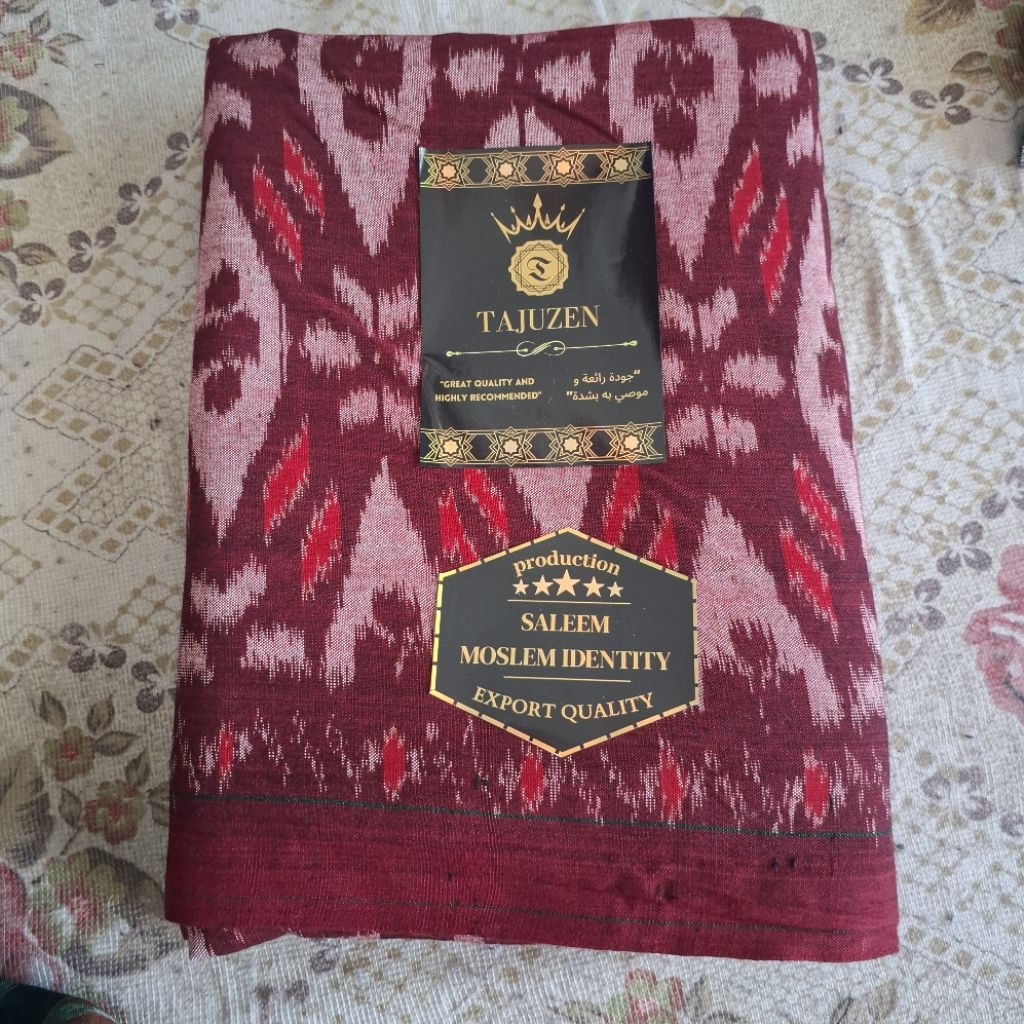 TAJUZEN
"GREAT QUALITY AND
HIGHLY RECOMMENDED"
"جودة رائعة و
موصي به بشدة"
production
SALEEM
MOSLEM IDENTITY
EXPORT QUALITY